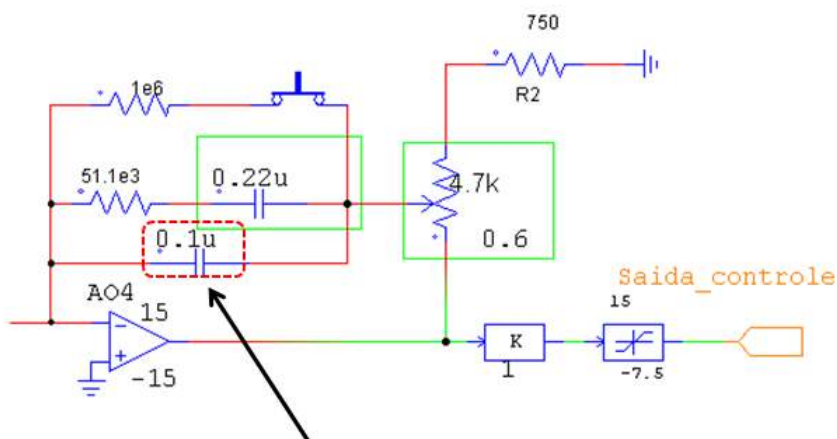 750
R2
1e6
51.1e3
0.22u
4.7k
0.6
0.1u
AO4
15
-15
K
1
Saida_controle
15
-7.5